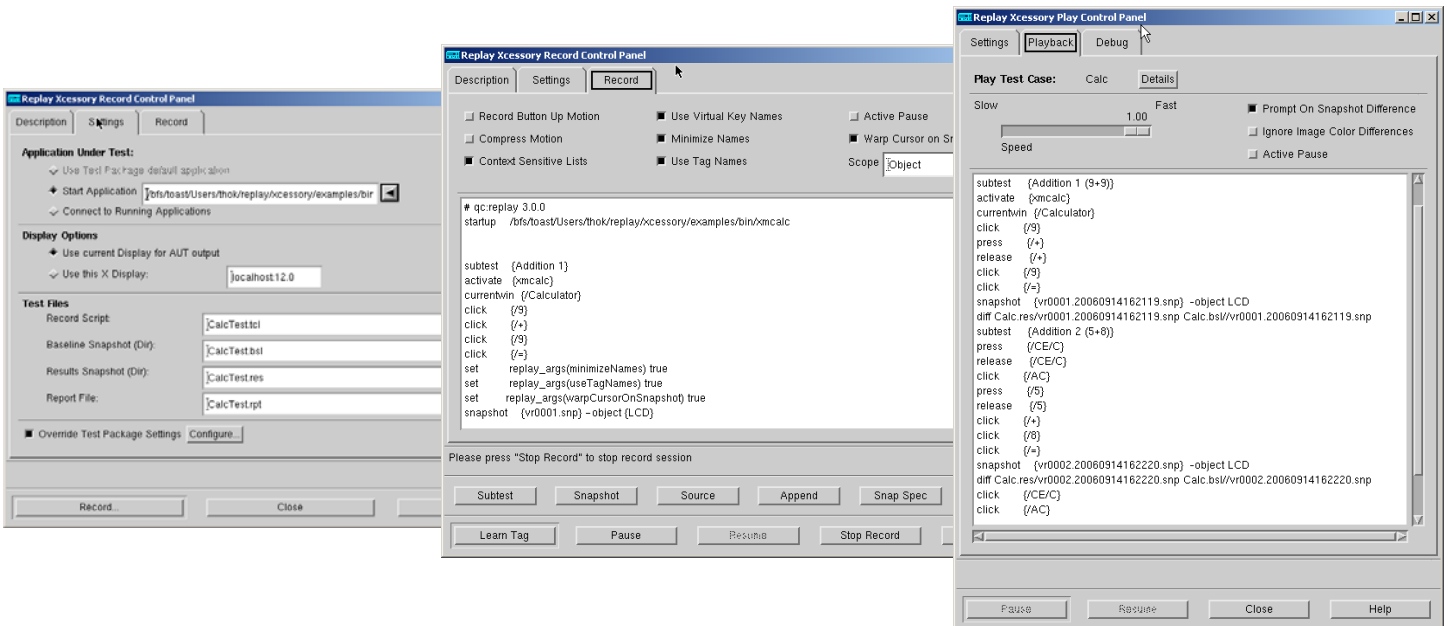 Replay Xcessory Record Control Panel
Description Settings Record
Application Under Test:
Use Test Package default application
Start Application /bfs/toast/Users/thok/replay/xcessory/examples/bir
Connect to Running Applications
Display Options
Use current Display for AUT output
Use this X Display: localhost:12.0
Test Files
Record Script: CalcTest.tcl
Baseline Snapshot (Dir): CalcTest.bsl
Results Snapshot (Dir): CalcTest.res
Report File: CalcTest.rpt
Override Test Package Settings Configure...
Record... Close
Replay Xcessory Record Control Panel
Description Settings Record
Record Button Up Motion Use Virtual Key Names Active Pause
Compress Motion Minimize Names Warp Cursor on Sr
Context Sensitive Lists Use Tag Names Scope Object
# qc:replay 3.0.0
startup /bfs/toast/Users/thok/replay/xcessory/examples/bin/xmcalc
subtest {Addition 1}
activate {xmcalc}
currentwin {/Calculator}
click {/9}
click {/+}
click {/9}
click {/=}
set replay_args(minimizeNames) true
set replay_args(useTagNames) true
set replay_args(warpCursorOnSnapshot) true
snapshot {vr0001.snp} -object {LCD}
Please press "Stop Record" to stop record session
Subtest Snapshot Source Append Snap Spec
Learn Tag Pause Resume Stop Record
Replay Xcessory Play Control Panel
Settings Playback Debug
Play Test Case: Calc Details
Slow Fast
1.00
Speed
Prompt On Snapshot Difference
Ignore Image Color Differences
Active Pause
subtest {Addition 1 (9+9)}
activate {xmcalc}
currentwin {/Calculator}
click {/9}
press {/+}
release {/+}
click {/9}
click {/=}
snapshot {vr0001.20060914162119.snp} -object LCD
diff Calc.res/vr0001.20060914162119.snp Calc.bsl//vr0001.20060914162119.snp
subtest {Addition 2 (5+8)}
press {/CE/C}
release {/CE/C}
click {/AC}
press {/5}
release {/5}
click {/+}
click {/8}
click {/=}
snapshot {vr0002.20060914162220.snp} -object LCD
diff Calc.res/vr0002.20060914162220.snp Calc.bsl//vr0002.20060914162220.snp
click {/CE/C}
click {/AC}
Pause Resume Close Help